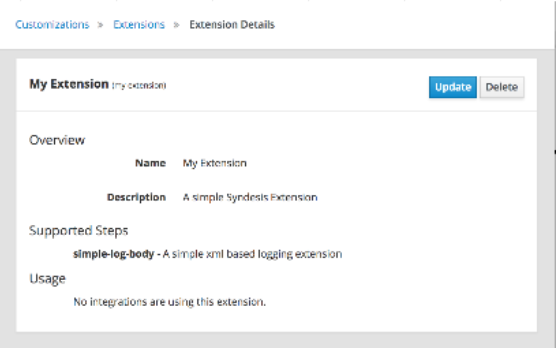 Customizations » Extensions » Extension Details
My Extension (my extension)
Update Delete
Overview
Name My Extension
Description A simple Syndesis Extension
Supported Steps
simple-log-body - A simple xml based logging extension
Usage
No integrations are using this extension.